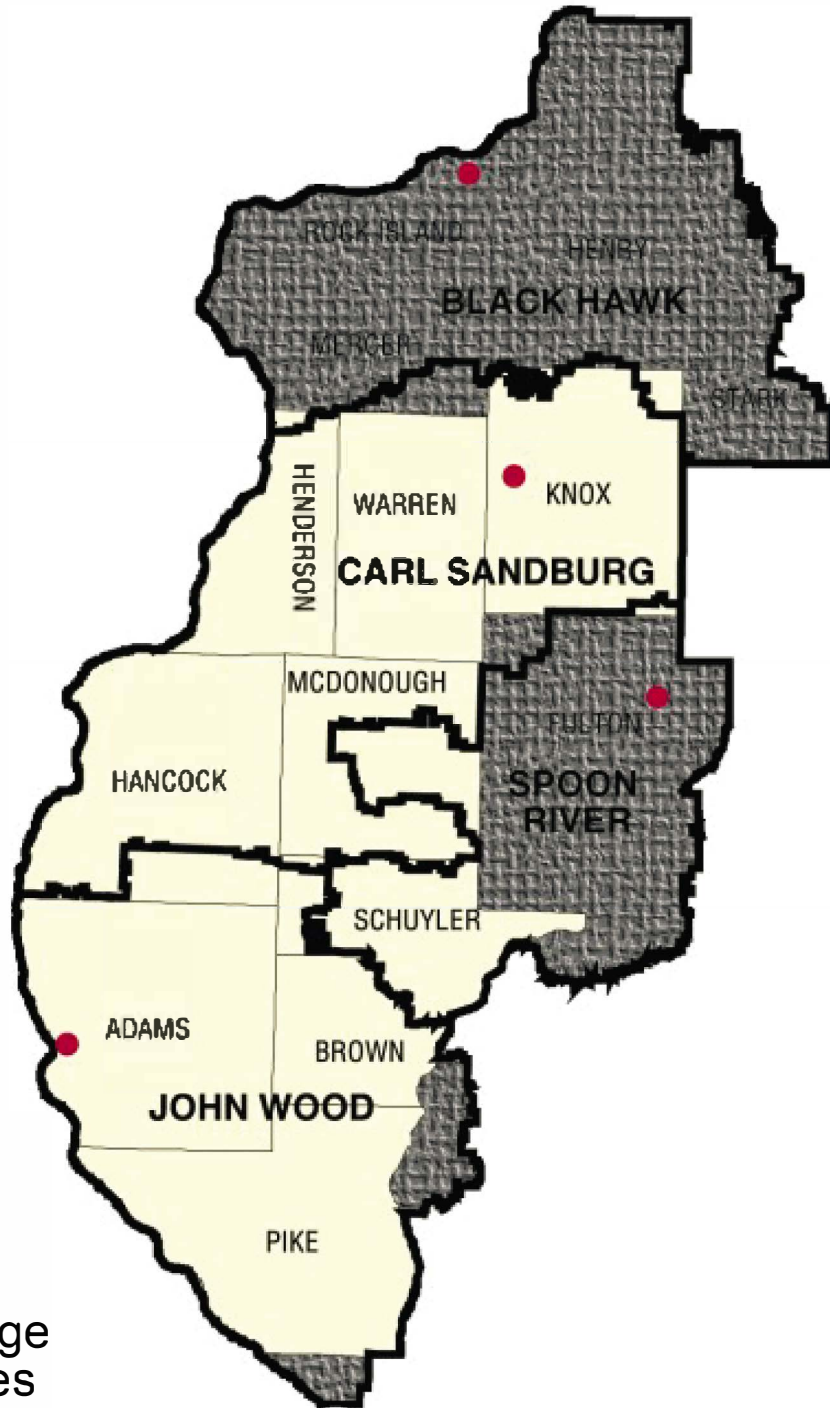 ROCK ISLAND
HENRY
BLACK HAWK
MERCER
STARK
HENDERSON
WARREN
KNOX
CARL SANDBURG
MCDONOUGH
FULTON
HANCOCK
SPOON
RIVER
SCHUYLER
ADAMS
BROWN
JOHN WOOD
PIKE
ge
es